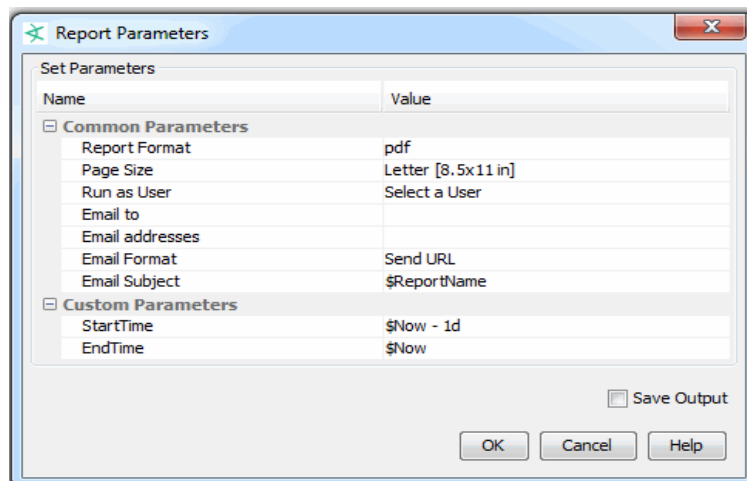 Report Parameters
Set Parameters
Name Value
Common Parameters
Report Format pdf
Page Size Letter [8.5x11 in]
Run as User Select a User
Email to
Email addresses
Email Format Send URL
Email Subject $ReportName
Custom Parameters
StartTime $Now - 1d
EndTime $Now
Save Output
OK Cancel Help